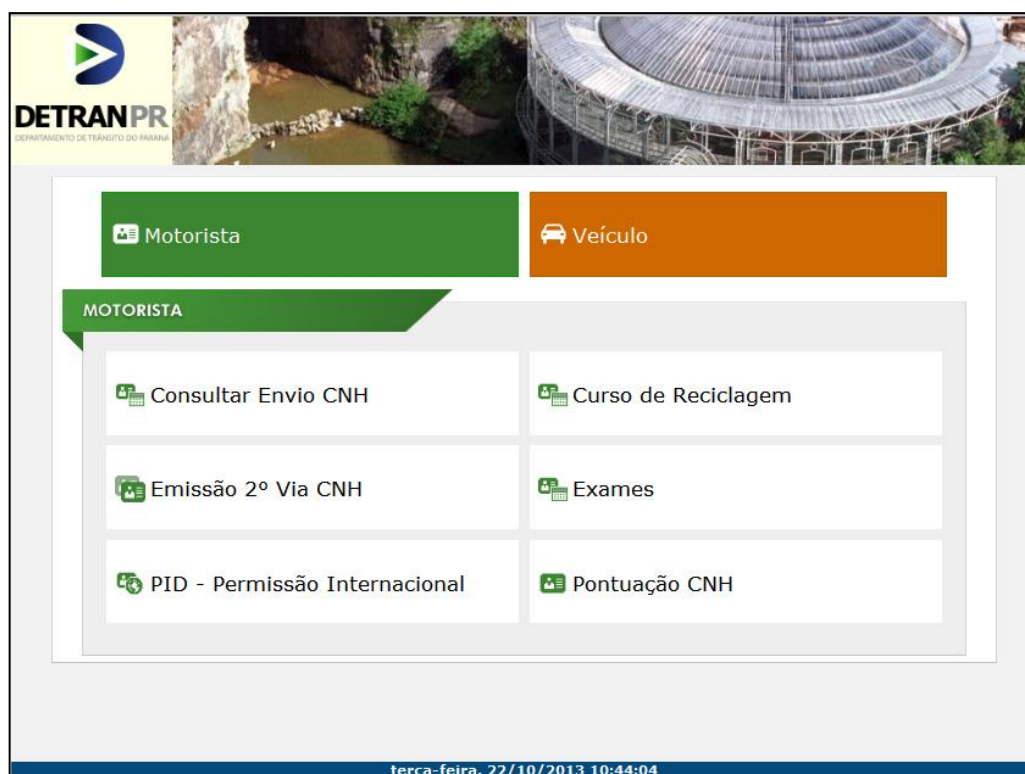 DETRANPR
DEPARTAMENTO DE TRÂNSITO DO PARANÁ
Motorista
Veículo
MOTORISTA
Consultar Envio CNH
Curso de Reciclagem
Emissão 2º Via CNH
Exames
PID - Permissão Internacional
Pontuação CNH
terça-feira, 22/10/2013 10:44:04